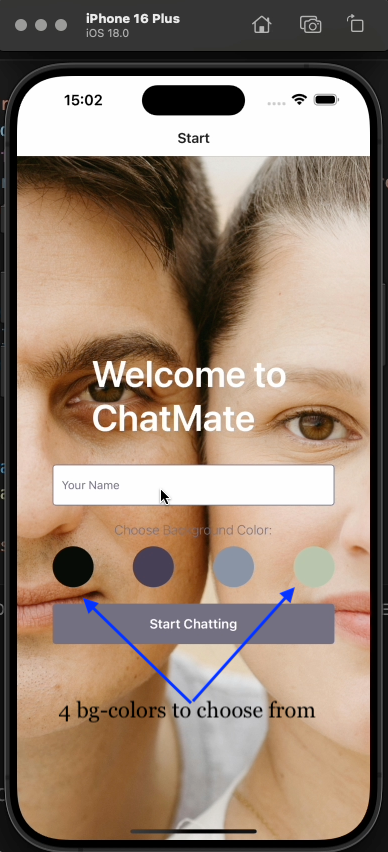 iPhone 16 Plus
iOS 18.0
15:02
Start
Welcome to
ChatMate
Your Name
Choose Background Color:
Start Chatting
4 bg-colors to choose from